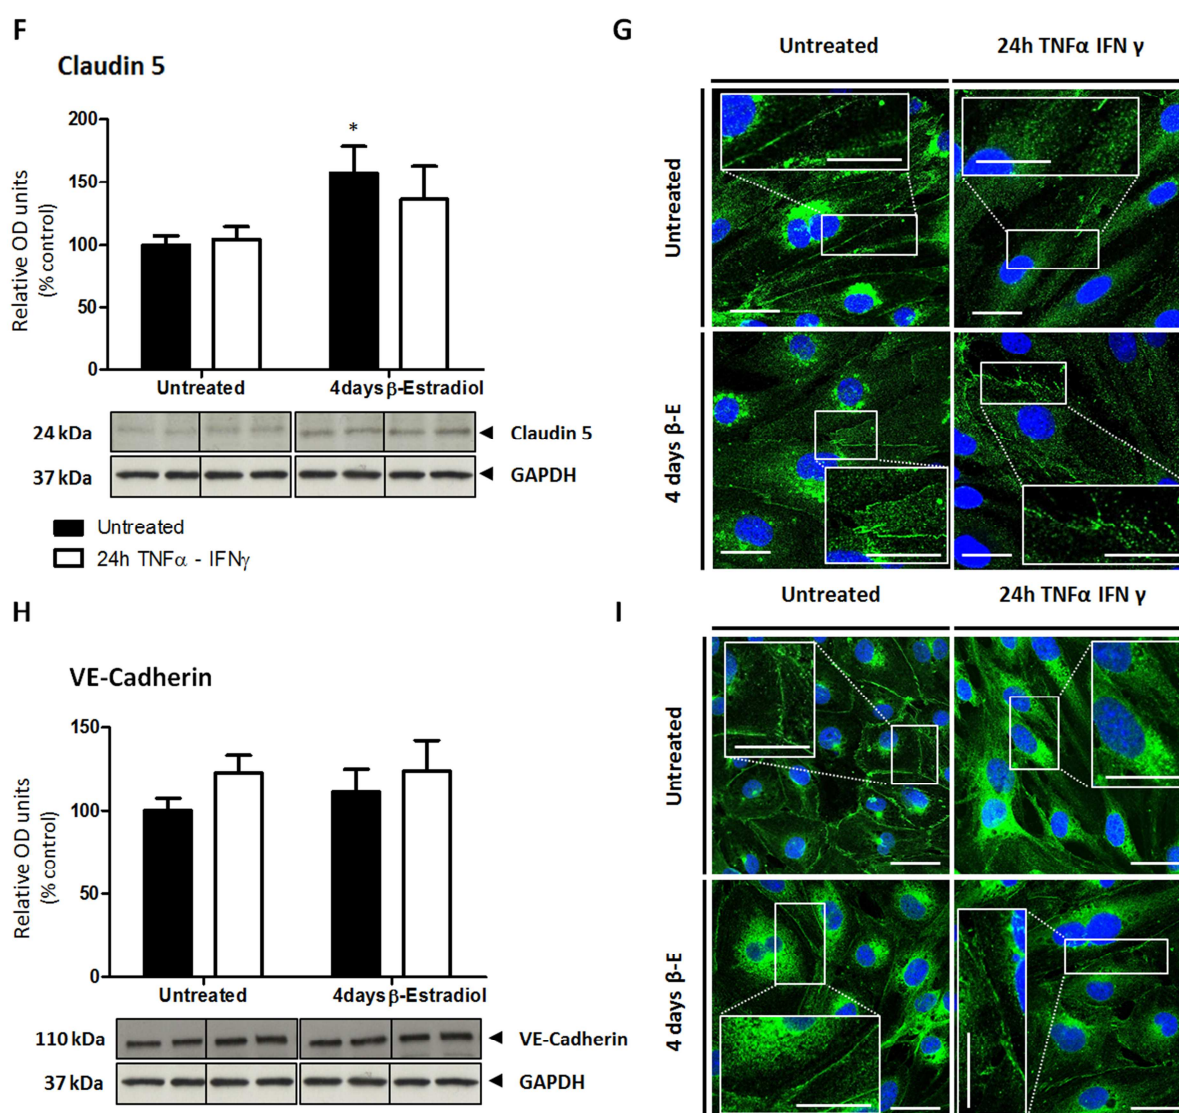 F
Claudin 5
200
150
100
50
0
Relative OD units
(% control)
Untreated
4days β-Estradiol
24 kDa
Claudin 5
37 kDa
GAPDH
Untreated
24h TNFα - IFNγ
G
Untreated
24h TNFα IFN γ
Untreated
4 days β-E
*
H
VE-Cadherin
150
100
50
0
Relative OD units
(% control)
Untreated
4days β-Estradiol
110 kDa
VE-Cadherin
37 kDa
GAPDH
I
Untreated
24h TNFα IFN γ
Untreated
4 days β-E